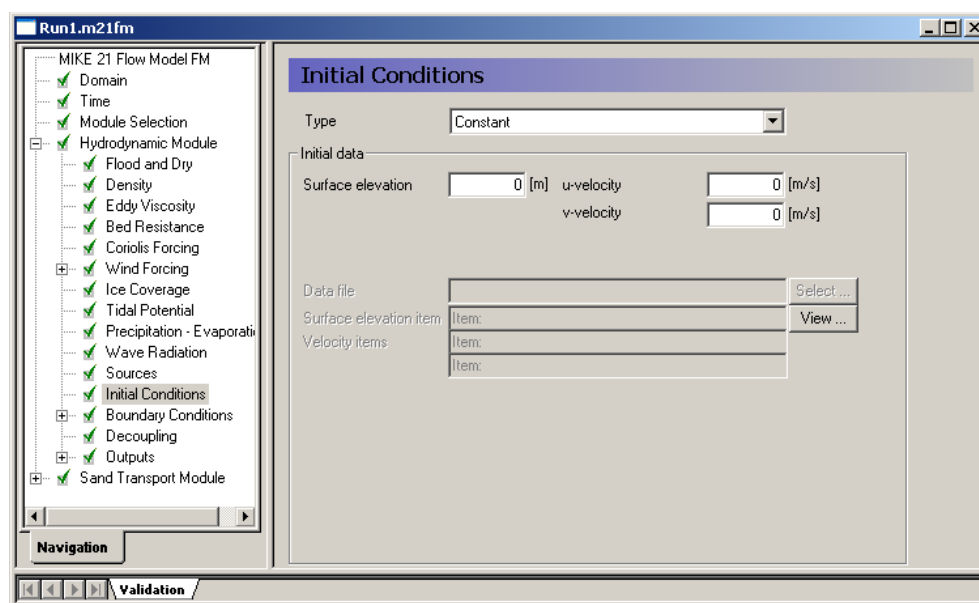 Run1.m21fm
MIKE 21 Flow Model FM
Domain
Time
Module Selection
Hydrodynamic Module
Flood and Dry
Density
Eddy Viscosity
Bed Resistance
Coriolis Forcing
Wind Forcing
Ice Coverage
Tidal Potential
Precipitation - Evaporati
Wave Radiation
Sources
Initial Conditions
Boundary Conditions
Decoupling
Outputs
Sand Transport Module
Navigation
Initial Conditions
Type Constant
Initial data
Surface elevation 0 [m] u-velocity 0 [m/s]
v-velocity 0 [m/s]
Data file Select ...
Surface elevation item Item: View ...
Velocity items Item:
Item:
Validation